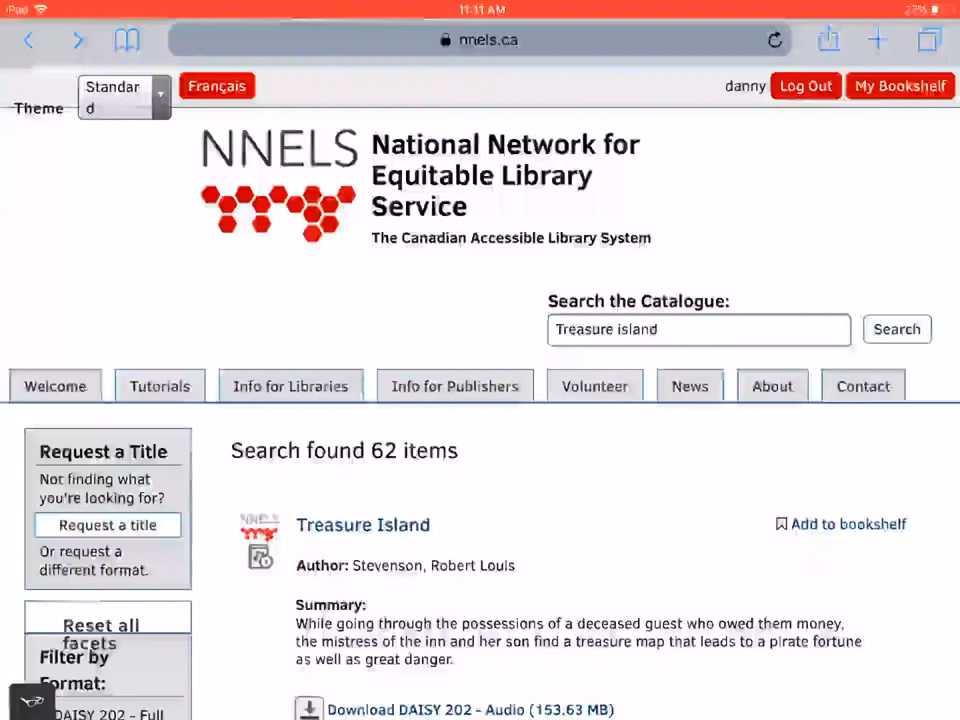 iPad 11:11 AM 27%
nnels.ca
Theme Standar d Français danny Log Out My Bookshelf
NNELS
National Network for
Equitable Library
Service
The Canadian Accessible Library System
Search the Catalogue:
Treasure island Search
Welcome Tutorials Info for Libraries Info for Publishers Volunteer News About Contact
Request a Title
Not finding what
you're looking for?
Request a title
Or request a
different format.
Reset all
facets
Filter by
Format:
DAISY 202 - Full
Search found 62 items
NNELS
Treasure Island Add to bookshelf
Author: Stevenson, Robert Louis
Summary:
While going through the possessions of a deceased guest who owed them money,
the mistress of the inn and her son find a treasure map that leads to a pirate fortune
as well as great danger.
Download DAISY 202 - Audio (153.63 MB)